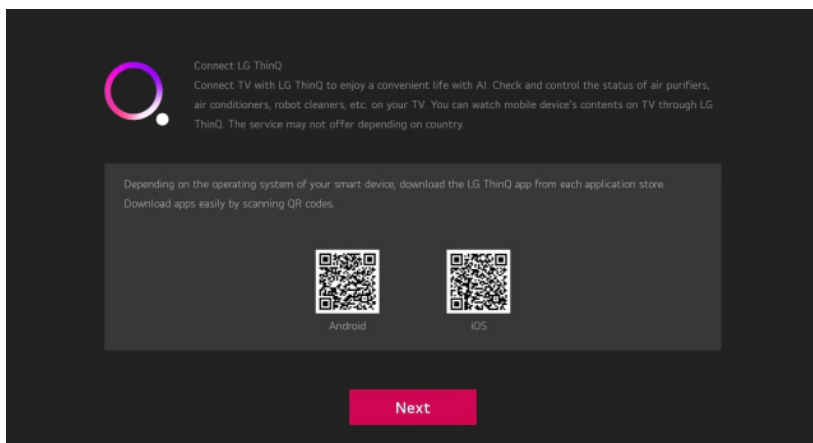 Connect LG ThinQ
Connect TV with LG ThinQ to enjoy a convenient life with AI. Check and control the status of air purifiers,
air conditioners, robot cleaners, etc. on your TV. You can watch mobile device's contents on TV through LG
ThinQ. The service may not offer depending on country.
Depending on the operating system of your smart device, download the LG ThinQ app from each application store.
Download apps easily by scanning QR codes.
Android
iOS
Next